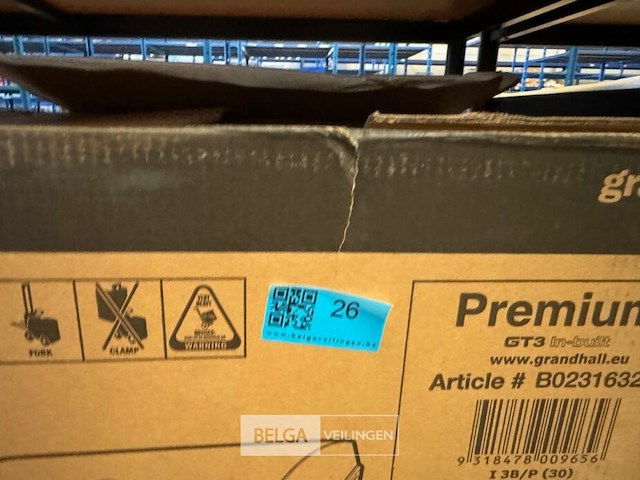 gr
FORK
CLAMP
WARNING
26
www.belgaveilingen.be
Premium
GT3 In-built
www.grandhall.eu
Article # B0231632
9 318478 009656
I 3B/P (30)
BELGA VEILINGEN